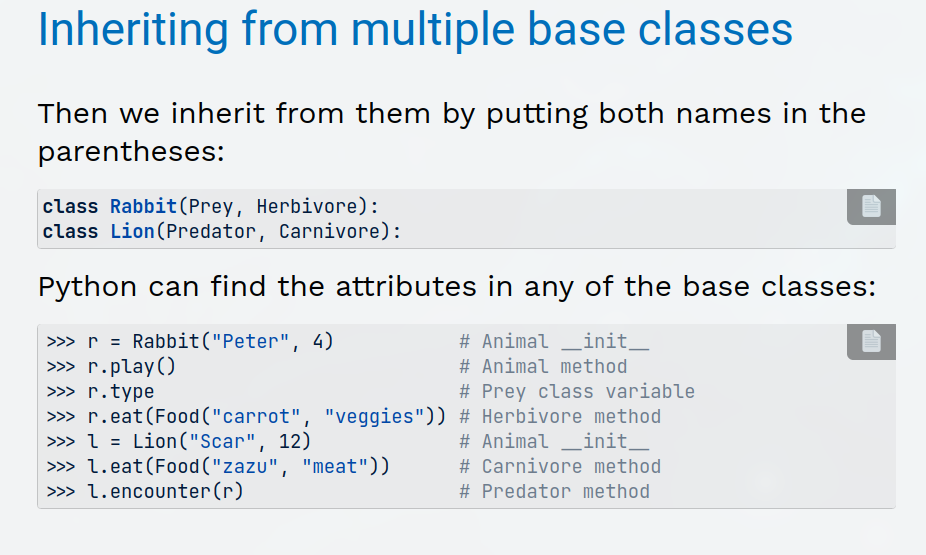 Inheriting from multiple base classes
Then we inherit from them by putting both names in the
parentheses:
class Rabbit(Prey, Herbivore):
class Lion(Predator, Carnivore):
Python can find the attributes in any of the base classes:
>>> r = Rabbit("Peter", 4) # Animal __init__
>>> r.play() # Animal method
>>> r.type # Prey class variable
>>> r.eat(Food("carrot", "veggies")) # Herbivore method
>>> l = Lion("Scar", 12) # Animal __init__
>>> l.eat(Food("zazu", "meat")) # Carnivore method
>>> l.encounter(r) # Predator method